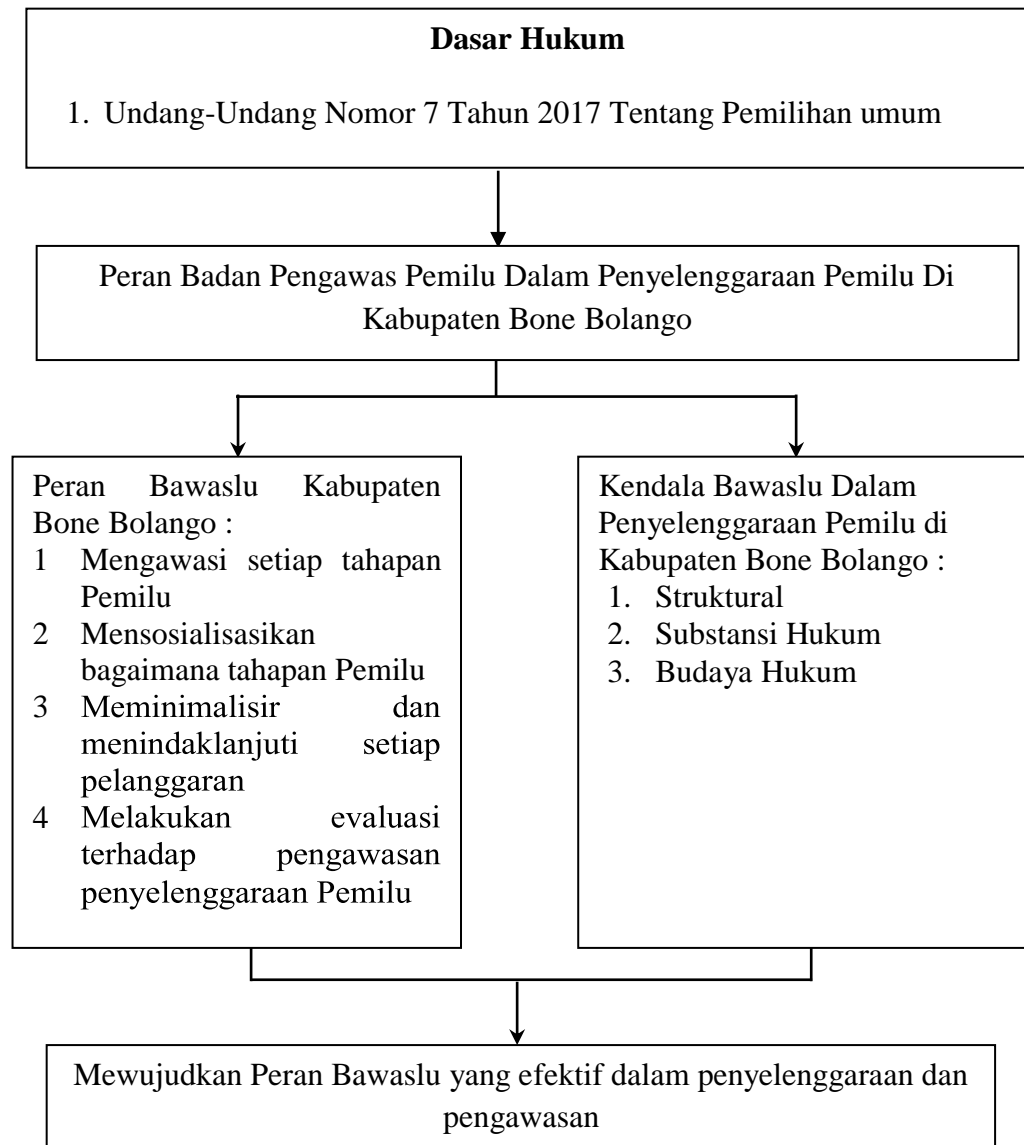 Dasar Hukum
1. Undang-Undang Nomor 7 Tahun 2017 Tentang Pemilihan umum
Peran Badan Pengawas Pemilu Dalam Penyelenggaraan Pemilu Di
Kabupaten Bone Bolango
Peran Bawaslu Kabupaten
Bone Bolango :
1 Mengawasi setiap tahapan
Pemilu
2 Mensosialisasikan
bagaimana tahapan Pemilu
3 Meminimalisir dan
menindaklanjuti setiap
pelanggaran
4 Melakukan evaluasi
terhadap pengawasan
penyelenggaraan Pemilu
Kendala Bawaslu Dalam
Penyelenggaraan Pemilu di
Kabupaten Bone Bolango :
1. Struktural
2. Substansi Hukum
3. Budaya Hukum
Mewujudkan Peran Bawaslu yang efektif dalam penyelenggaraan dan
pengawasan